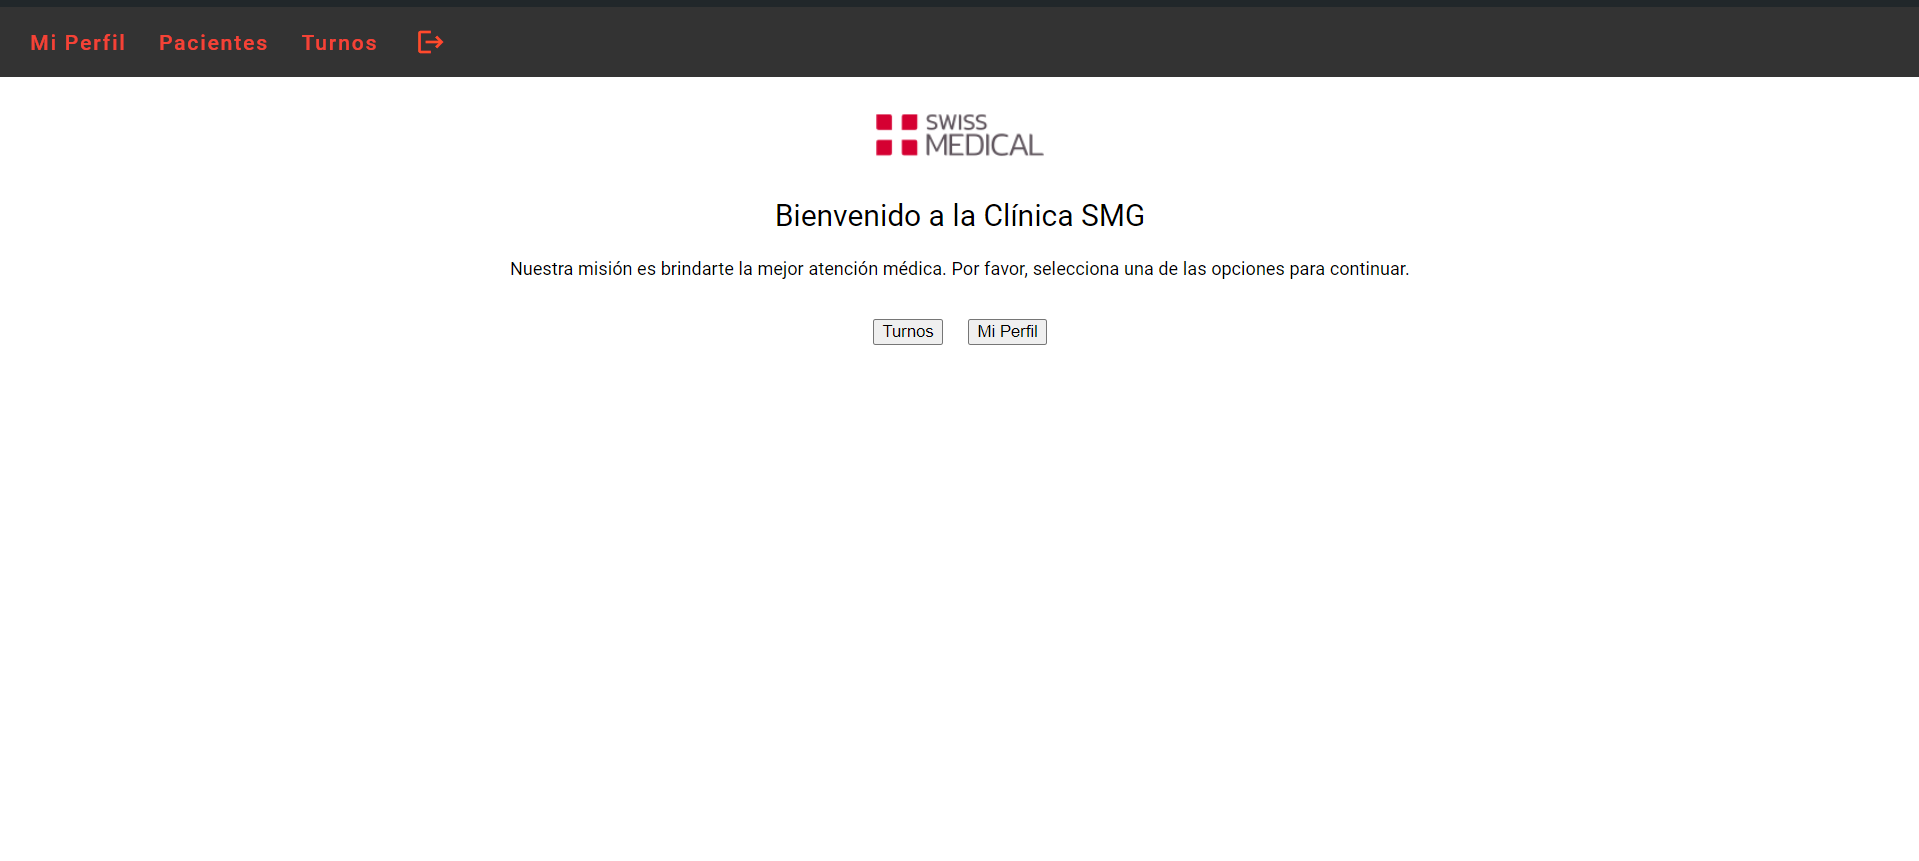 Mi Perfil Pacientes Turnos
SWISS
MEDICAL
Bienvenido a la Clínica SMG
Nuestra misión es brindarte la mejor atención médica. Por favor, selecciona una de las opciones para continuar.
Turnos Mi Perfil